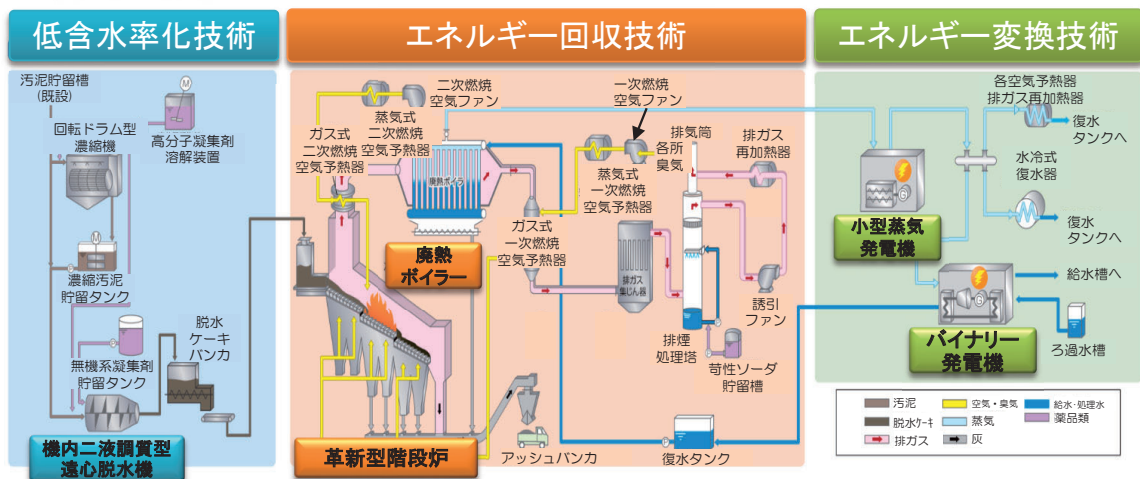 低含水率化技術
エネルギー回収技術
エネルギー変換技術
汚泥貯留槽
(既設)
M
高分子凝集剤
溶解装置
回転ドラム型
濃縮機
M
濃縮汚泥
貯留タンク
P
無機系凝集剤
貯留タンク
P
脱水
ケーキ
バンカ
機内二液調質型
遠心脱水機
二次燃焼
空気ファン
蒸気式
二次燃焼
空気予熱器
ガス式
二次燃焼
空気予熱器
廃熱ボイラ
廃熱
ボイラー
一次燃焼
空気ファン
各所
臭気
蒸気式
一次燃焼
空気予熱器
ガス式
一次燃焼
空気予熱器
排気筒
排ガス
再加熱器
排ガス
集じん器
誘引
ファン
排煙
処理塔
P
P
苛性ソーダ
貯留槽
革新型階段炉
アッシュバンカ
P
復水タンク
各空気予熱器
排ガス再加熱器
復水
タンクへ
水冷式
復水器
復水
タンクへ
G
小型蒸気
発電機
G
給水槽へ
バイナリー
発電機
ろ過水槽
汚泥
空気・臭気
給水・処理水
脱水ケーキ
蒸気
薬品類
排ガス
灰